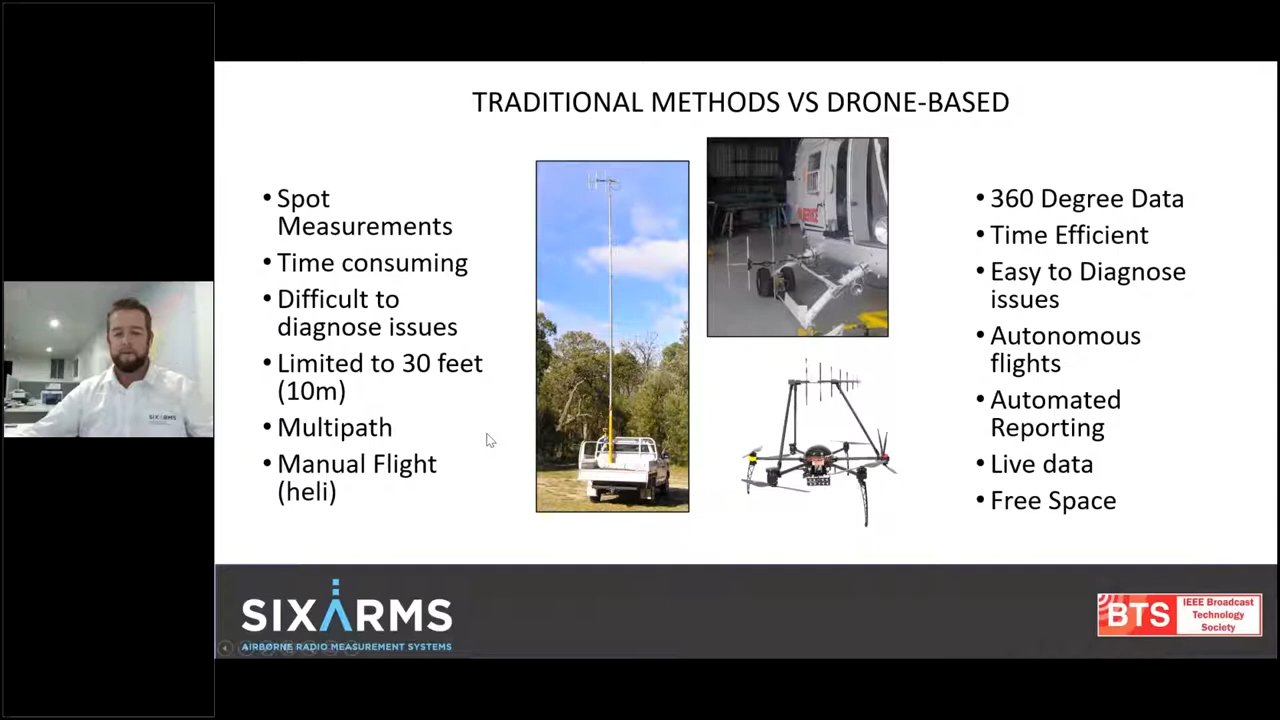 TRADITIONAL METHODS VS DRONE-BASED
• Spot
Measurements
• Time consuming
• Difficult to
diagnose issues
• Limited to 30 feet
(10m)
• Multipath
• Manual Flight
(heli)
• 360 Degree Data
• Time Efficient
• Easy to Diagnose
issues
• Autonomous
flights
• Automated
Reporting
• Live data
• Free Space
SIXARMS
SIXARMS
AIRBORNE RADIO MEASUREMENT SYSTEMS
BTS
IEEE Broadcast
Technology
Society